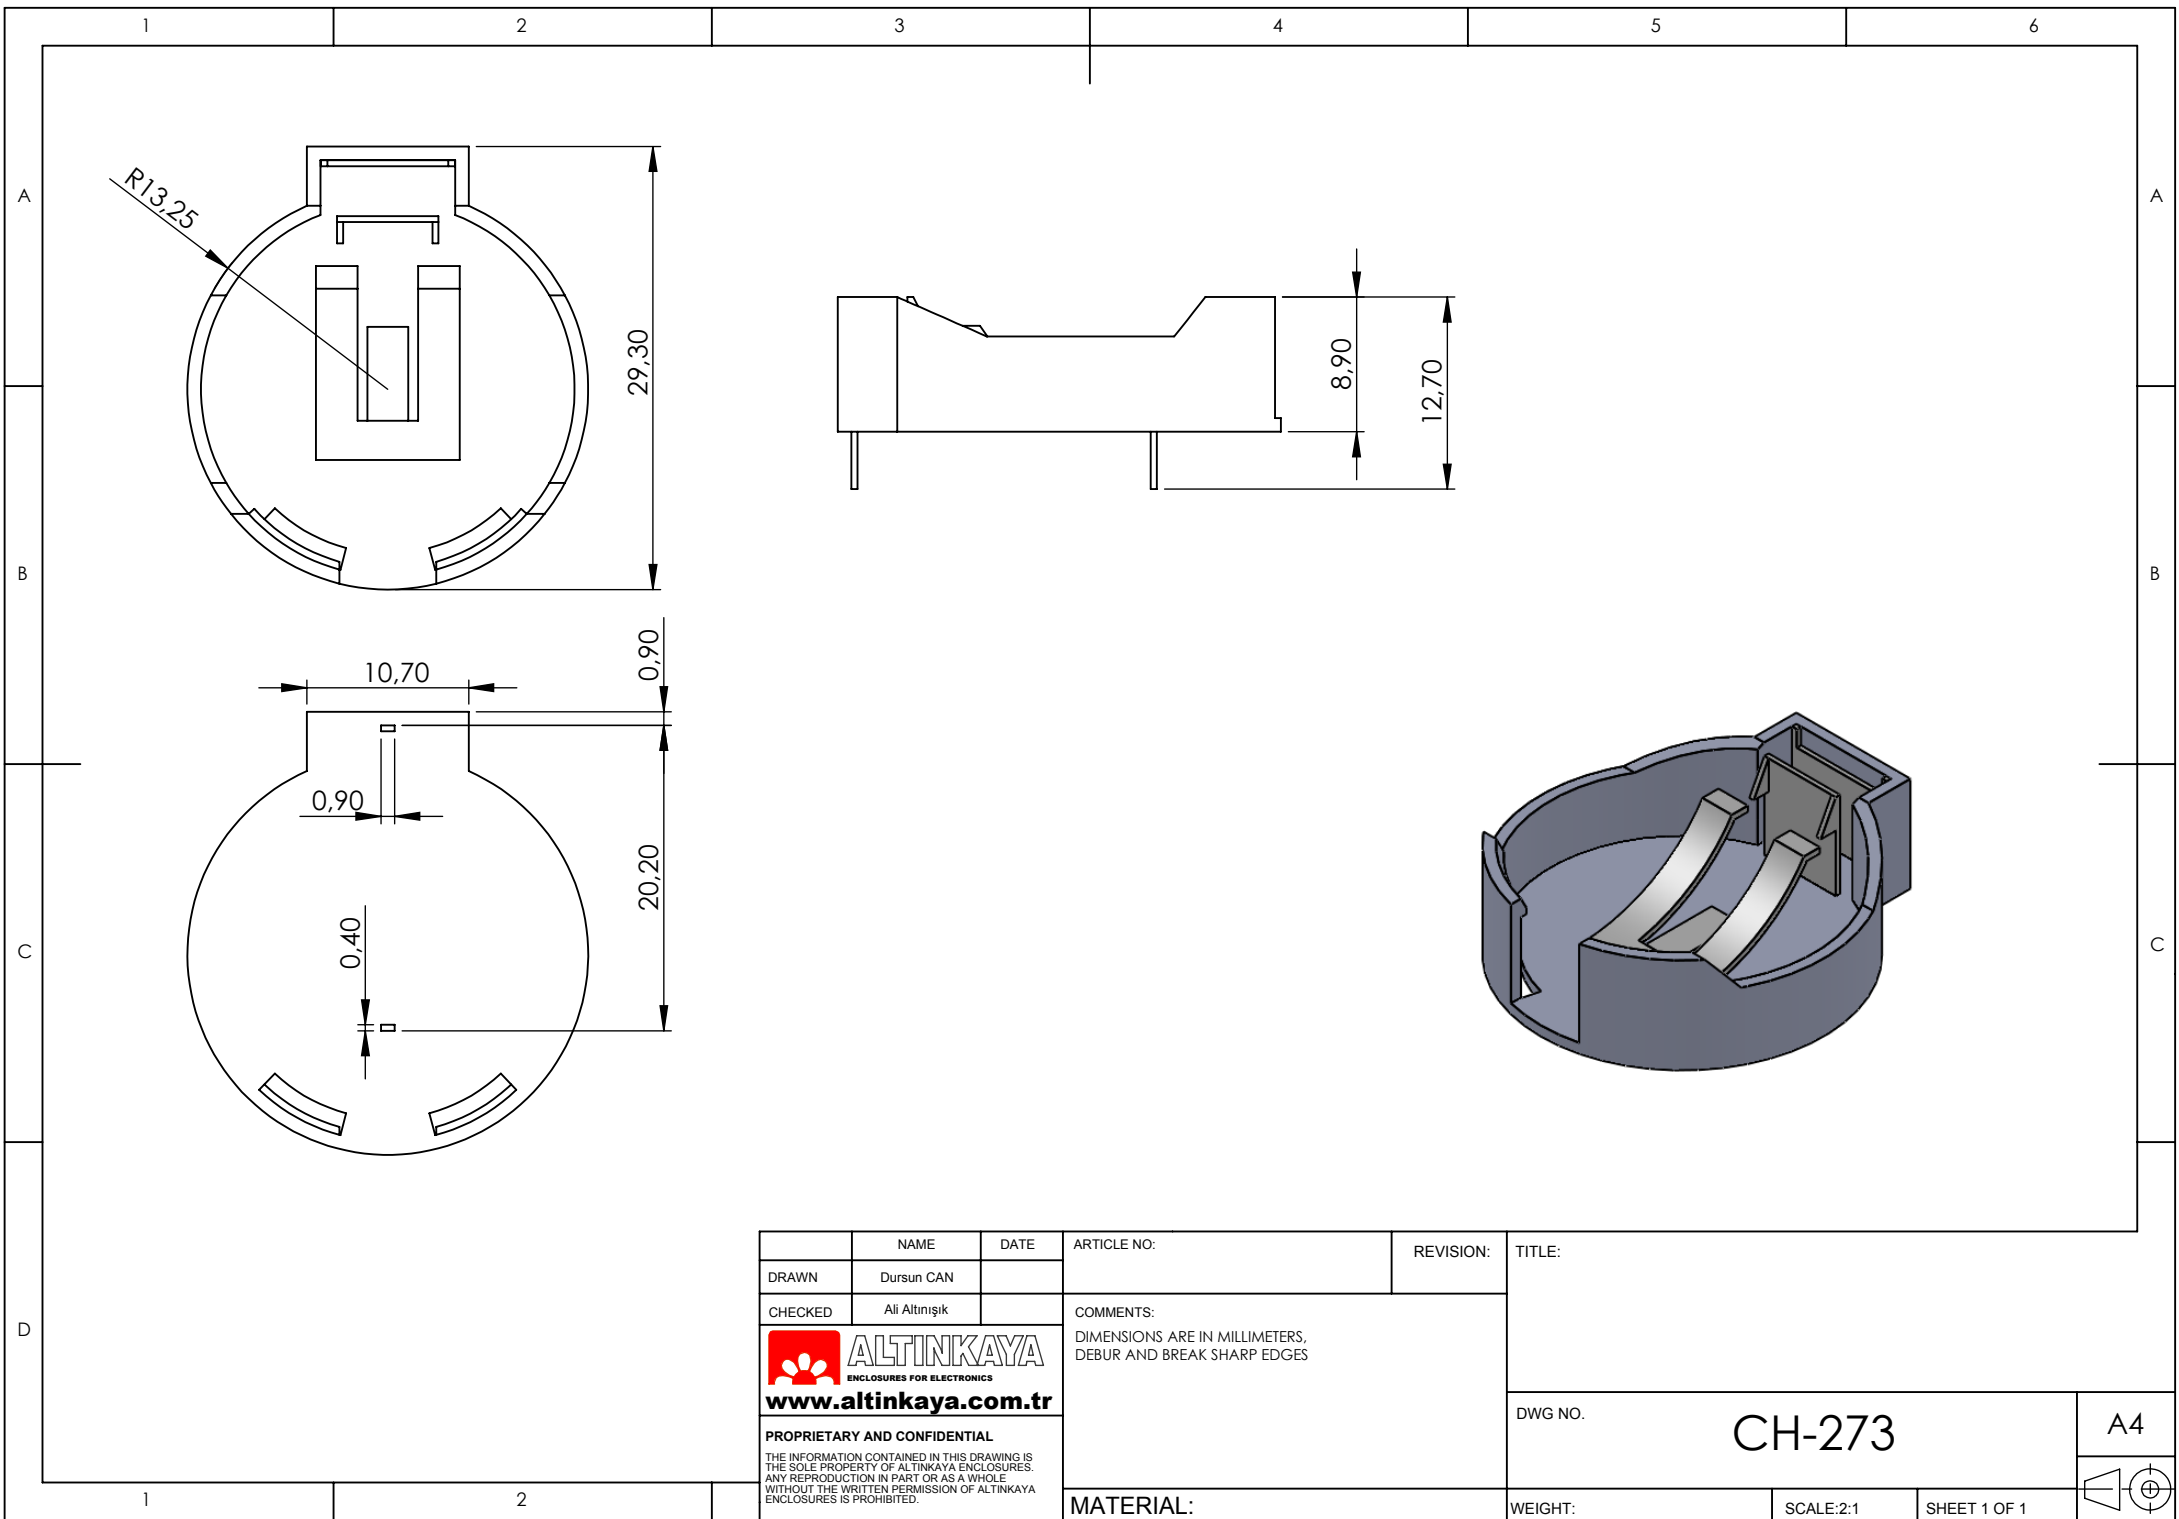 1 2 3 4 5 6
A A
R13,25
29,30
8,90
12,70
B B
10,70
0,90
0,90
20,20
0,40
C C
D
NAME DATE
DRAWN Dursun CAN
CHECKED Ali Altınışık
ALTINKAYA
ENCLOSURES FOR ELECTRONICS
www.altinkaya.com.tr
PROPRIETARY AND CONFIDENTIAL
THE INFORMATION CONTAINED IN THIS DRAWING IS
THE SOLE PROPERTY OF ALTINKAYA ENCLOSURES.
ANY REPRODUCTION IN PART OR AS A WHOLE
WITHOUT THE WRITTEN PERMISSION OF ALTINKAYA
ENCLOSURES IS PROHIBITED.
ARTICLE NO:
REVISION:
COMMENTS:
DIMENSIONS ARE IN MILLIMETERS,
DEBUR AND BREAK SHARP EDGES
MATERIAL:
TITLE:
DWG NO.
CH-273
A4
WEIGHT:
SCALE:2:1
SHEET 1 OF 1
1 2